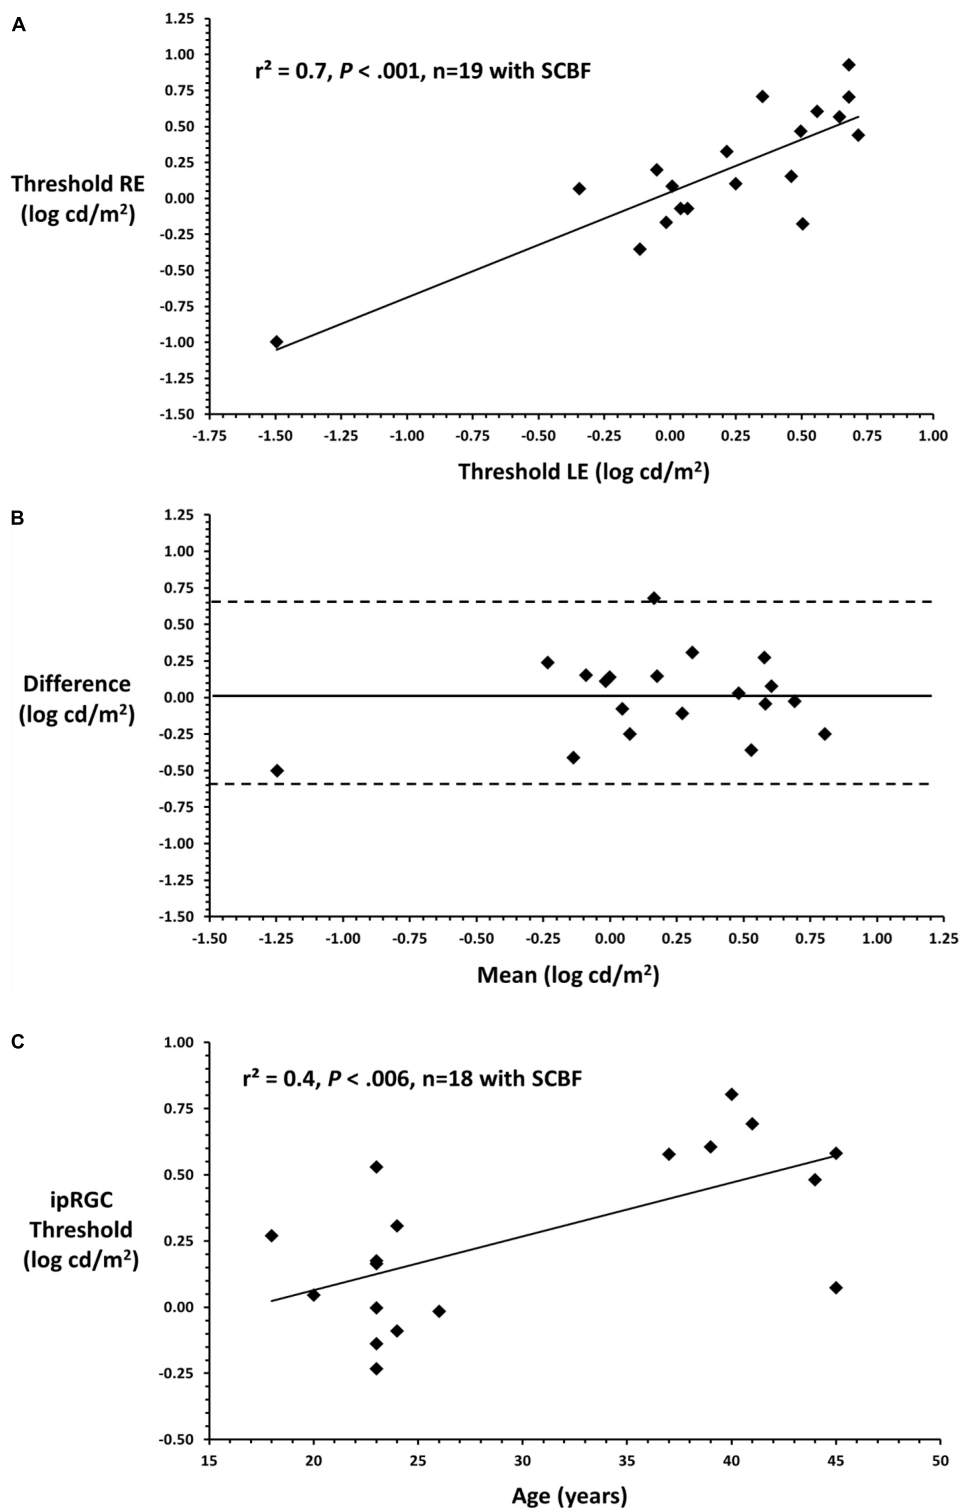 A
1.25
1.00
0.75
0.50
0.25
0.00
-0.25
-0.50
-0.75
-1.00
-1.25
-1.50
r² = 0.7, P < .001, n=19 with SCBF
Threshold RE
(log cd/m²)
-1.75 -1.50 -1.25 -1.00 -0.75 -0.50 -0.25 0.00 0.25 0.50 0.75 1.00
Threshold LE (log cd/m²)
B
1.25
1.00
0.75
0.50
0.25
0.00
-0.25
-0.50
-0.75
-1.00
-1.25
-1.50
Difference
(log cd/m²)
-1.50 -1.25 -1.00 -0.75 -0.50 -0.25 0.00 0.25 0.50 0.75 1.00 1.25
Mean (log cd/m²)
C
1.00
0.75
0.50
0.25
0.00
-0.25
-0.50
r² = 0.4, P < .006, n=18 with SCBF
ipRGC
Threshold
(log cd/m²)
15 20 25 30 35 40 45 50
Age (years)